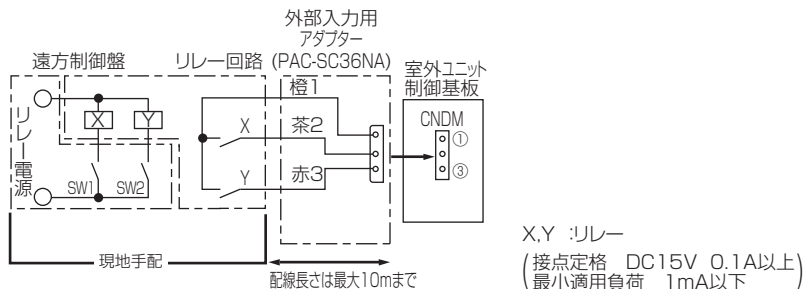 外部入力用
アダプター
(PAC-SC36NA)
遠方制御盤
リレー回路
室外ユニット
制御基板
橙1
CNDM
X
Y
X
茶2
①
リレー電源
SW1
SW2
Y
赤3
③
現地手配
配線長さは最大10mまで
X,Y :リレー
(接点定格 DC15V 0.1A以上)
(最小適用負荷 1mA以下)